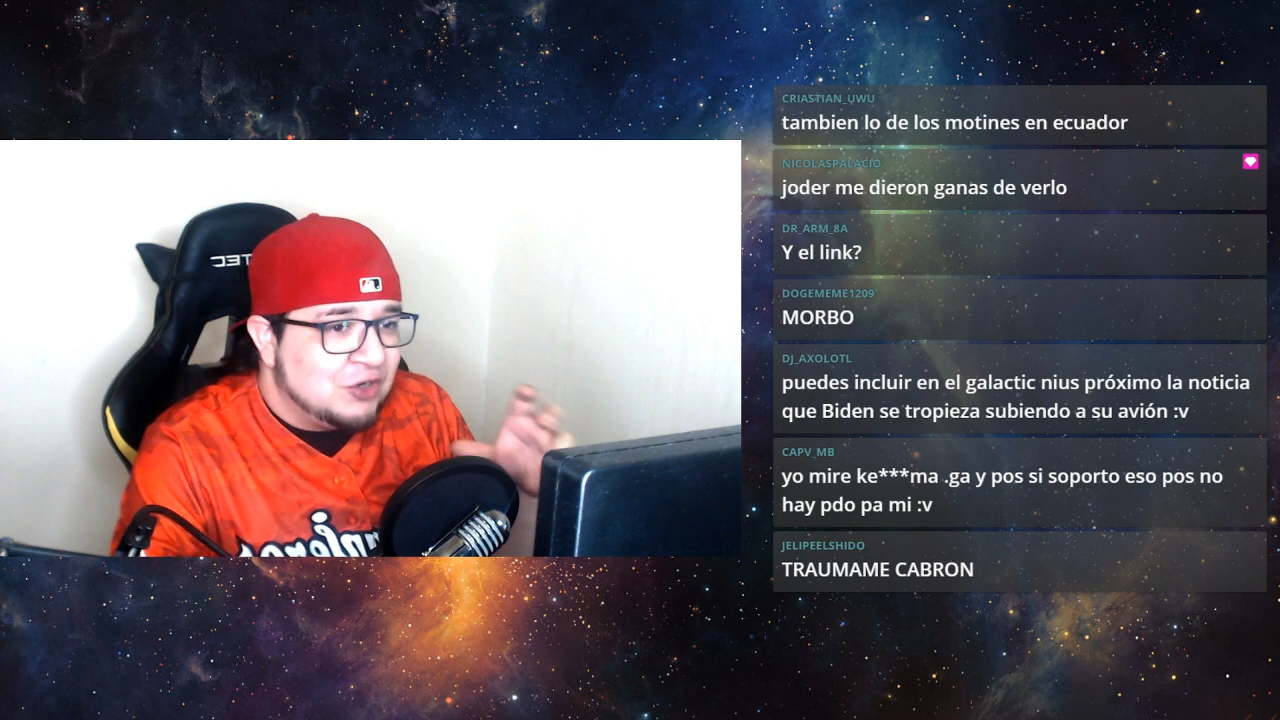 CRIASTIAN_UWU
tambien lo de los motines en ecuador
NICOLASPALACIO
joder me dieron ganas de verlo
DR_ARM_8A
Y el link?
DOGEMEME1209
MORBO
DJ_AXOLOTL
puedes incluir en el galactic nius próximo la noticia
que Biden se tropieza subiendo a su avión :v
CAPV_MB
yo mire ke***ma .ga y pos si soporto eso pos no
hay pdo pa mi :v
JELIPEELSHIDO
TRAUMAME CABRON